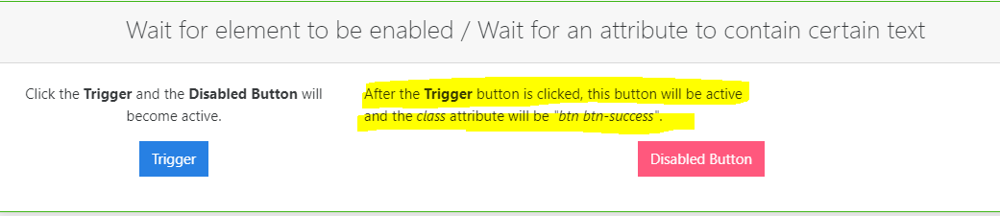 Wait for element to be enabled / Wait for an attribute to contain certain text
Click the Trigger and the Disabled Button will
become active.
Trigger
After the Trigger button is clicked, this button will be active
and the class attribute will be "btn btn-success".
Disabled Button